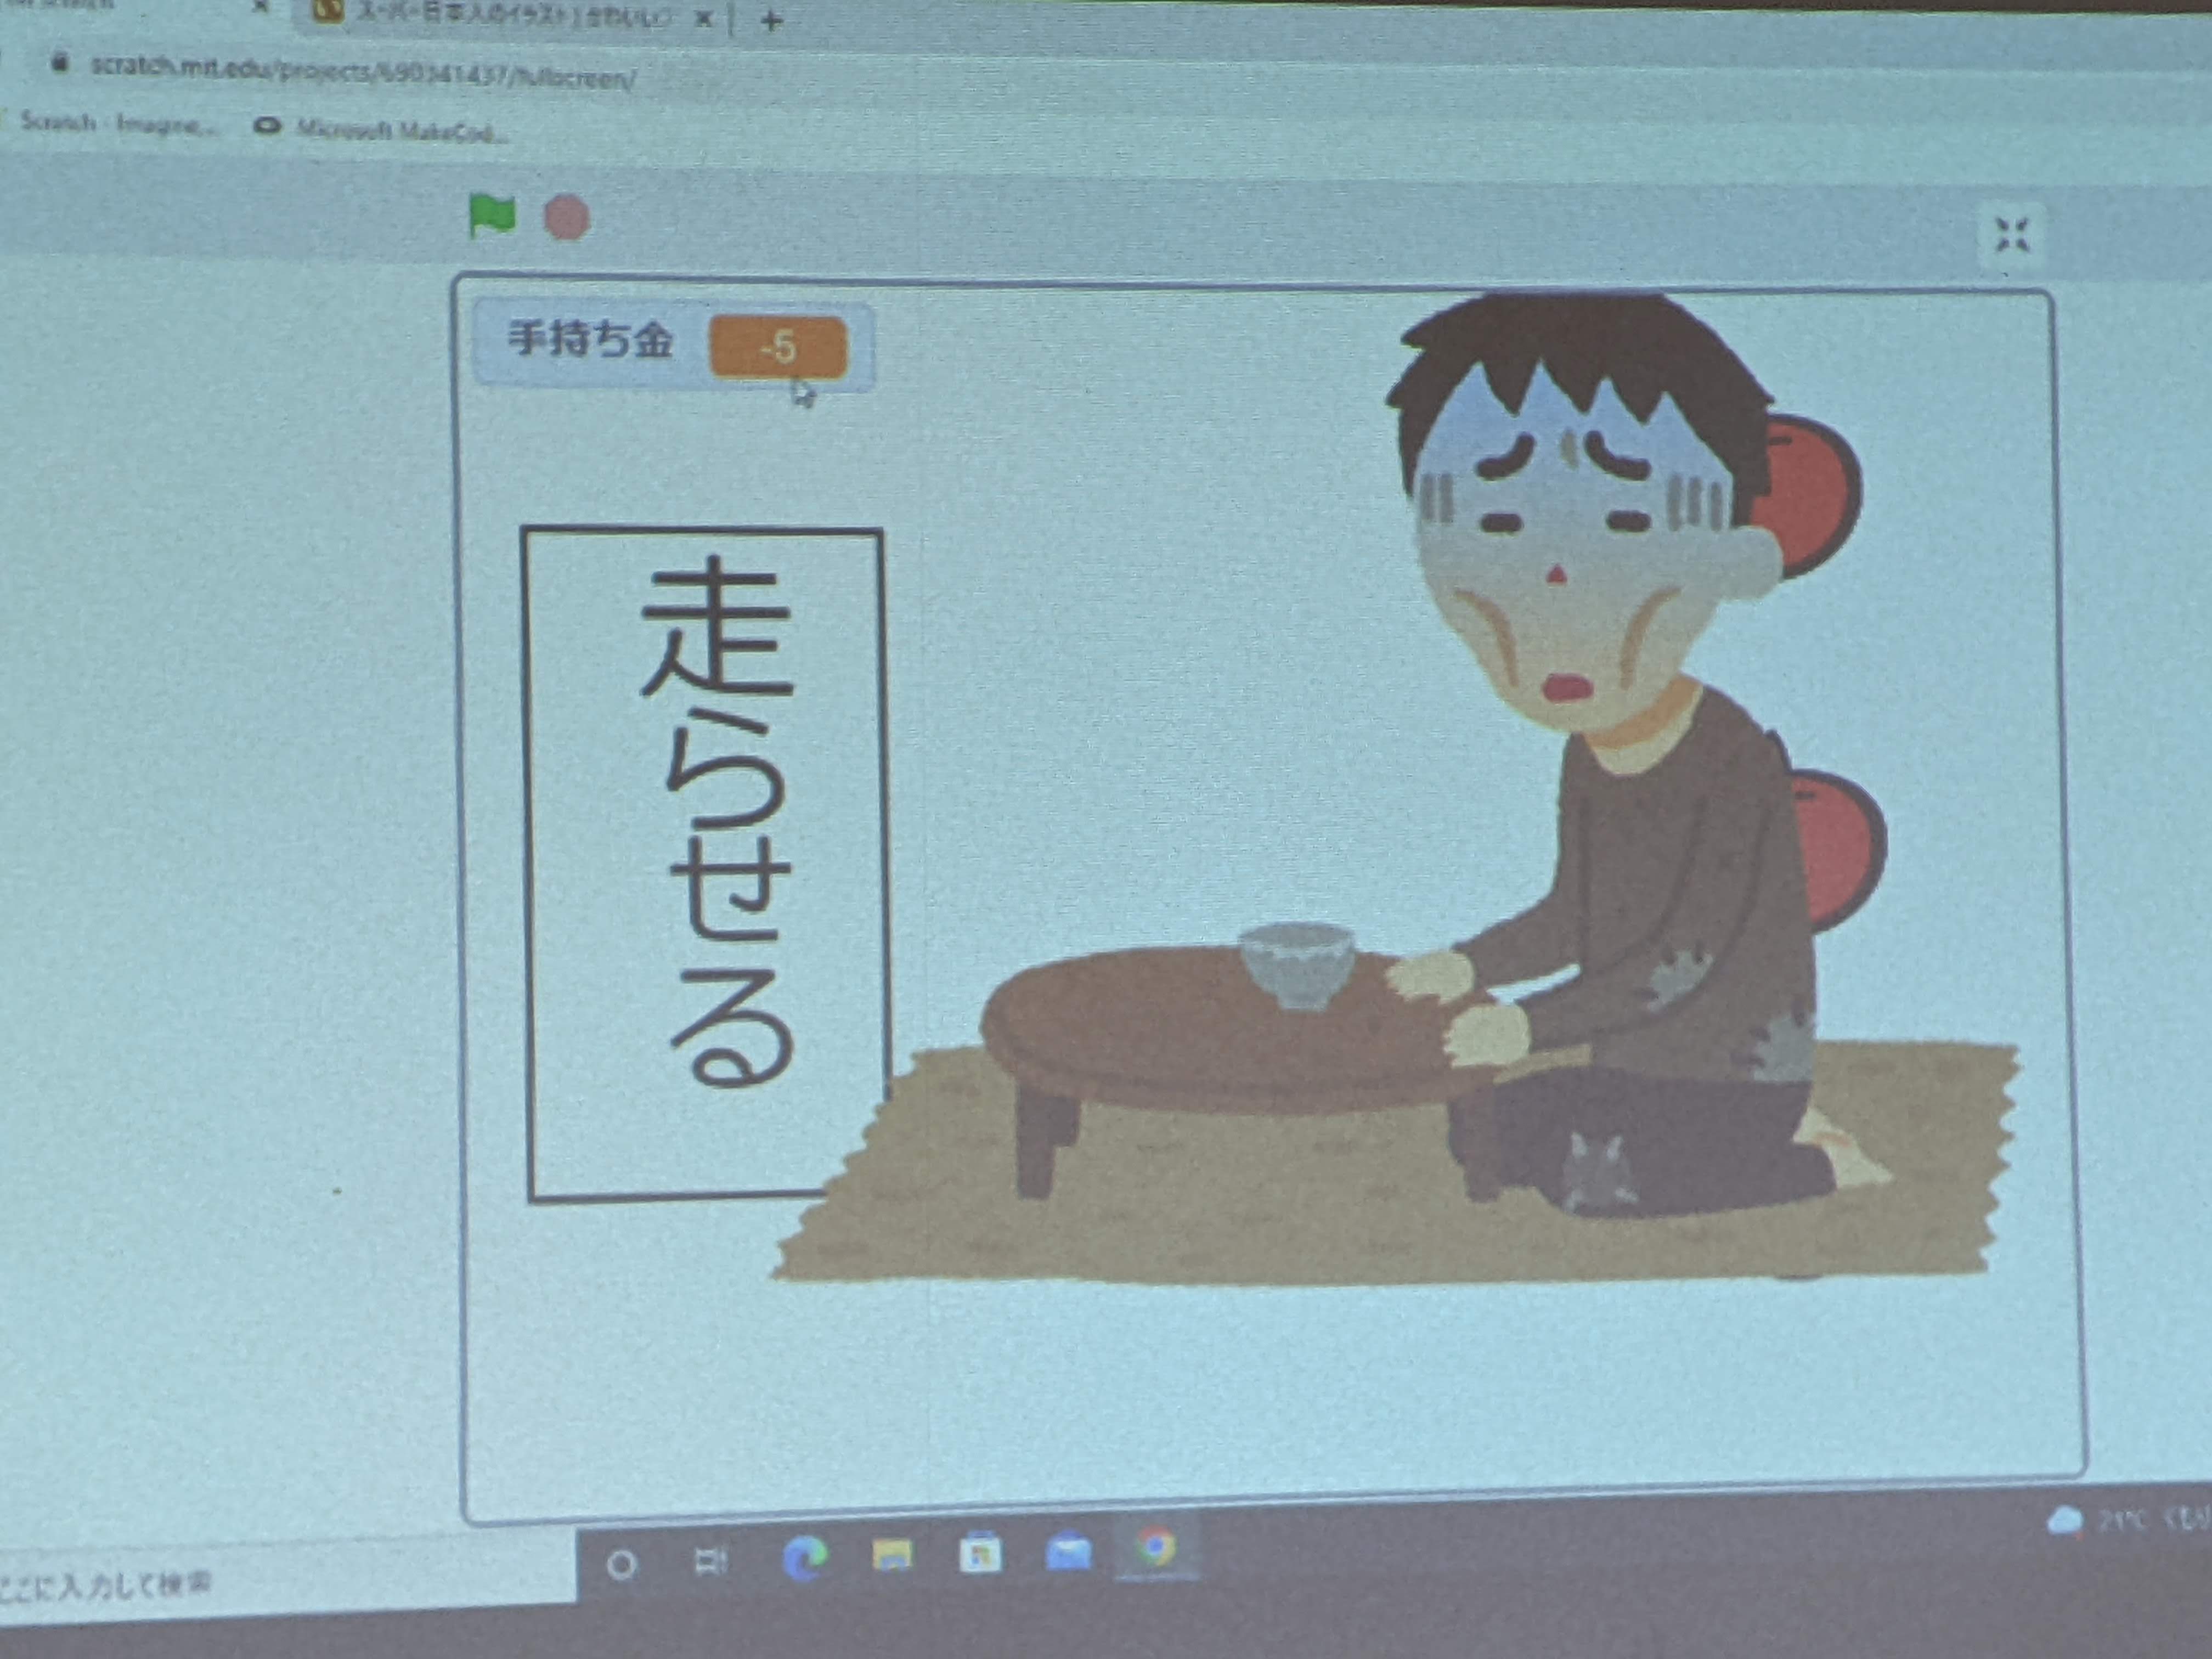 スーパー日本人のイラスト | かわいい
scratch.mit.edu/projects/690341437/fullscreen/
Scratch - Imagine...
Microsoft MakeCod...
手持ち金 -5
走らせる
ここに入力して検索
21°C くもり